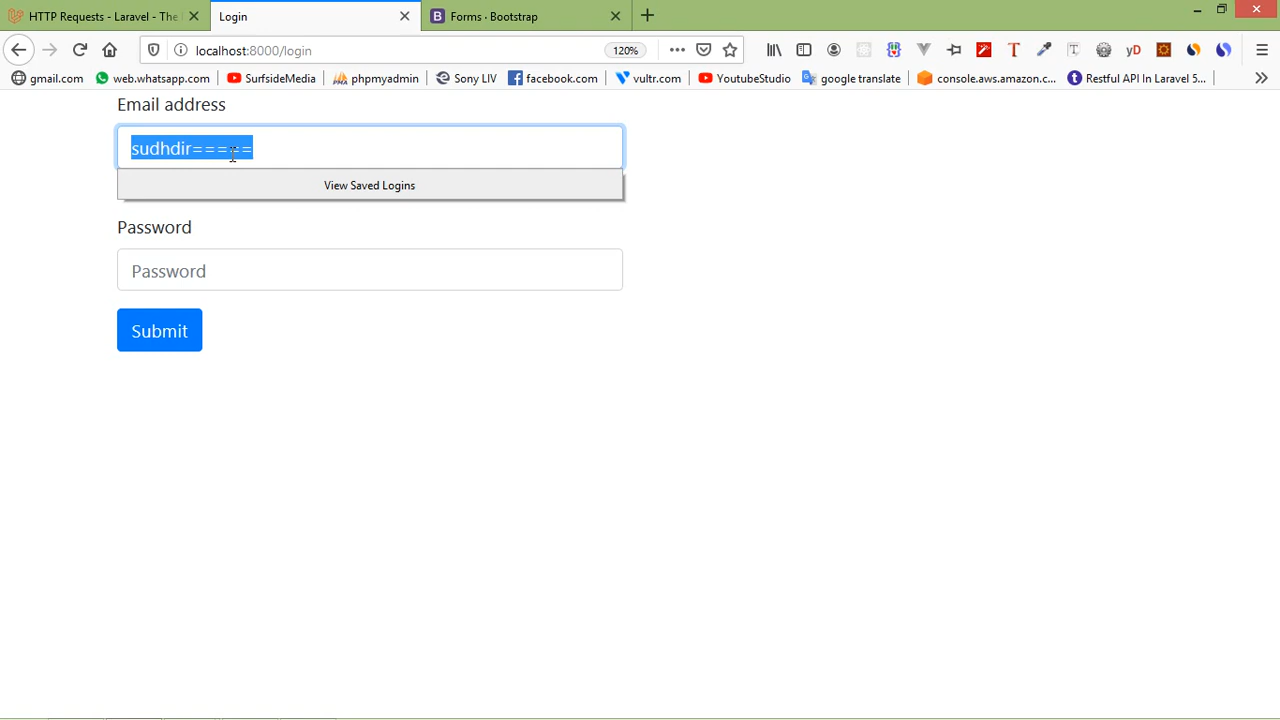 HTTP Requests - Laravel - The
Login
Forms · Bootstrap
localhost:8000/login
120%
gmail.com
web.whatsapp.com
SurfsideMedia
phpmyadmin
Sony LIV
facebook.com
vultr.com
YoutubeStudio
google translate
console.aws.amazon.c...
Restful API In Laravel 5...
Email address
sudhdir=====
View Saved Logins
Password
Password
Submit